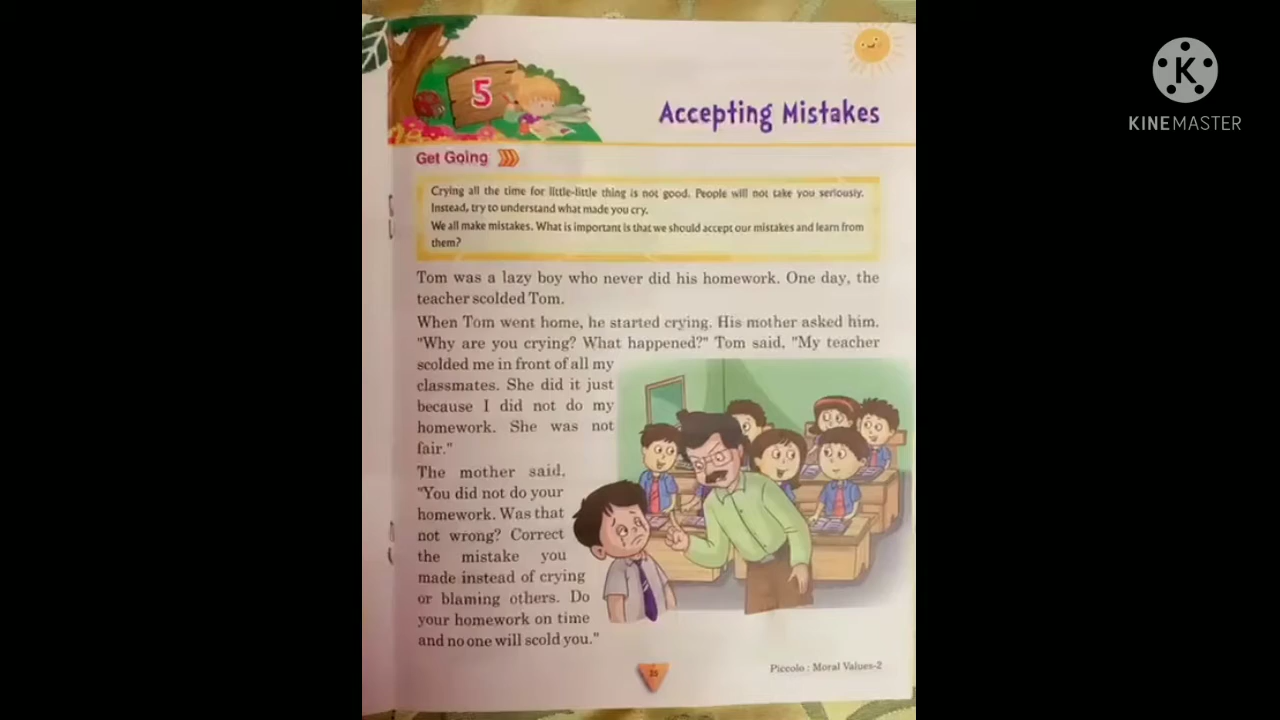 5
Accepting Mistakes
K
KINEMASTER
Get Going
Crying all the time for little-little thing is not good. People will not take you seriously.
Instead, try to understand what made you cry.
We all make mistakes. What is important is that we should accept our mistakes and learn from
them?
Tom was a lazy boy who never did his homework. One day, the
teacher scolded Tom.
When Tom went home, he started crying. His mother asked him.
"Why are you crying? What happened?" Tom said, "My teacher
scolded me in front of all my
classmates. She did it just
because I did not do my
homework. She was not
fair."
The mother said,
"You did not do your
homework. Was that
not wrong? Correct
the mistake you
made instead of crying
or blaming others. Do
your homework on time
and no one will scold you."
25
Piccolo : Moral Values-2